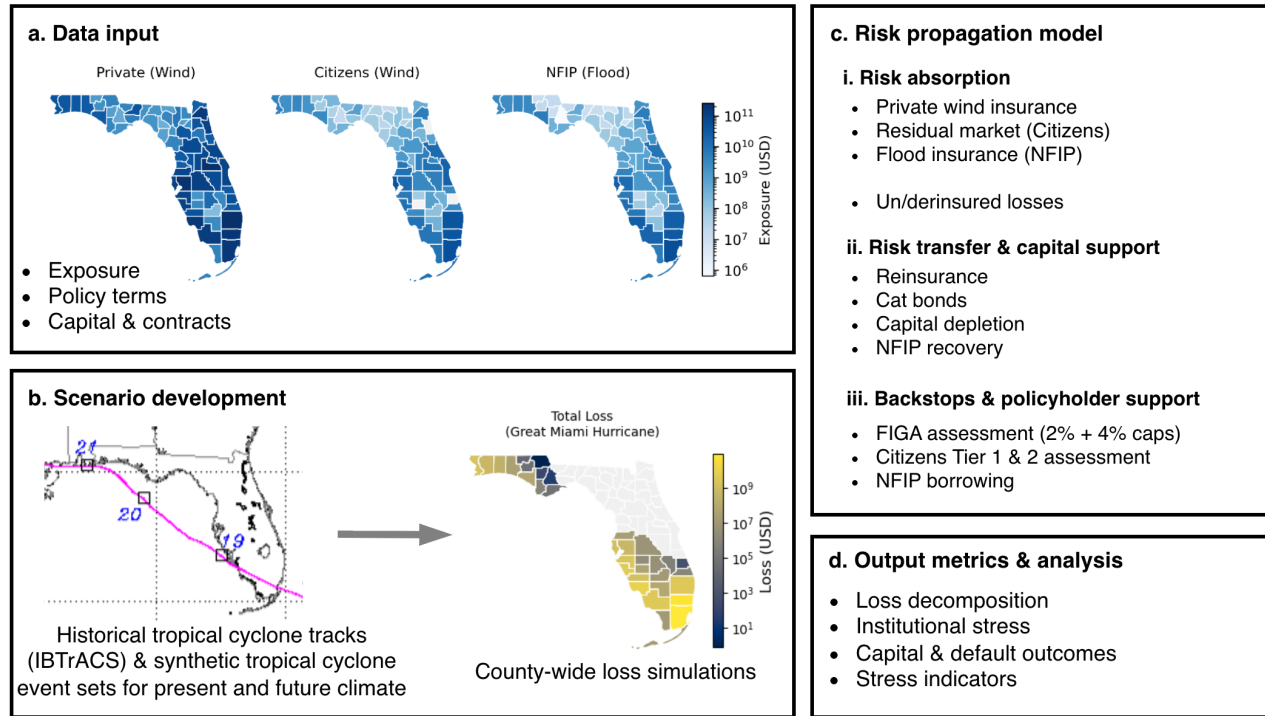 a. Data input
Private (Wind)
Citizens (Wind)
NFIP (Flood)
10¹¹
10¹⁰
10⁹
10⁸
10⁷
10⁶
Exposure (USD)
• Exposure
• Policy terms
• Capital & contracts
b. Scenario development
21
20
19
Historical tropical cyclone tracks
(IBTrACS) & synthetic tropical cyclone
event sets for present and future climate
Total Loss
(Great Miami Hurricane)
10⁹
10⁷
10⁵
10³
10¹
Loss (USD)
County-wide loss simulations
c. Risk propagation model
i. Risk absorption
• Private wind insurance
• Residual market (Citizens)
• Flood insurance (NFIP)
• Un/derinsured losses
ii. Risk transfer & capital support
• Reinsurance
• Cat bonds
• Capital depletion
• NFIP recovery
iii. Backstops & policyholder support
• FIGA assessment (2% + 4% caps)
• Citizens Tier 1 & 2 assessment
• NFIP borrowing
d. Output metrics & analysis
• Loss decomposition
• Institutional stress
• Capital & default outcomes
• Stress indicators